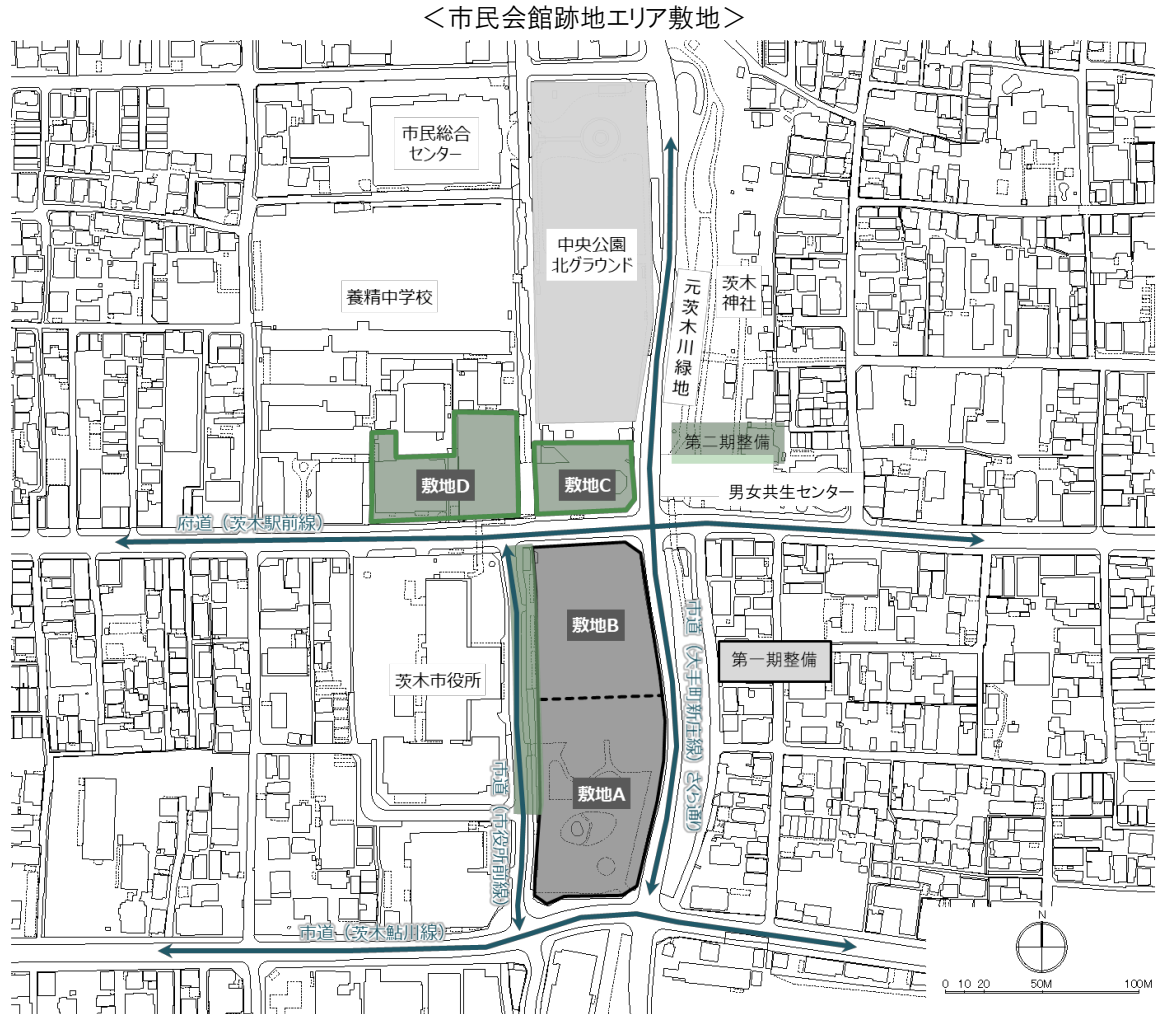 ＜市民会館跡地エリア敷地＞
市民総合
センター
中央公園
北グラウンド
養精中学校
元茨木川緑地
茨木
神社
第二期整備
敷地D
敷地C
男女共生センター
府道（茨木駅前線）
敷地B
市道（大手町新庄線）さくら通り
第一期整備
茨木市役所
敷地A
市道（市役所前線）
市道（茨木鮎川線）
N
0 10 20 50M 100M